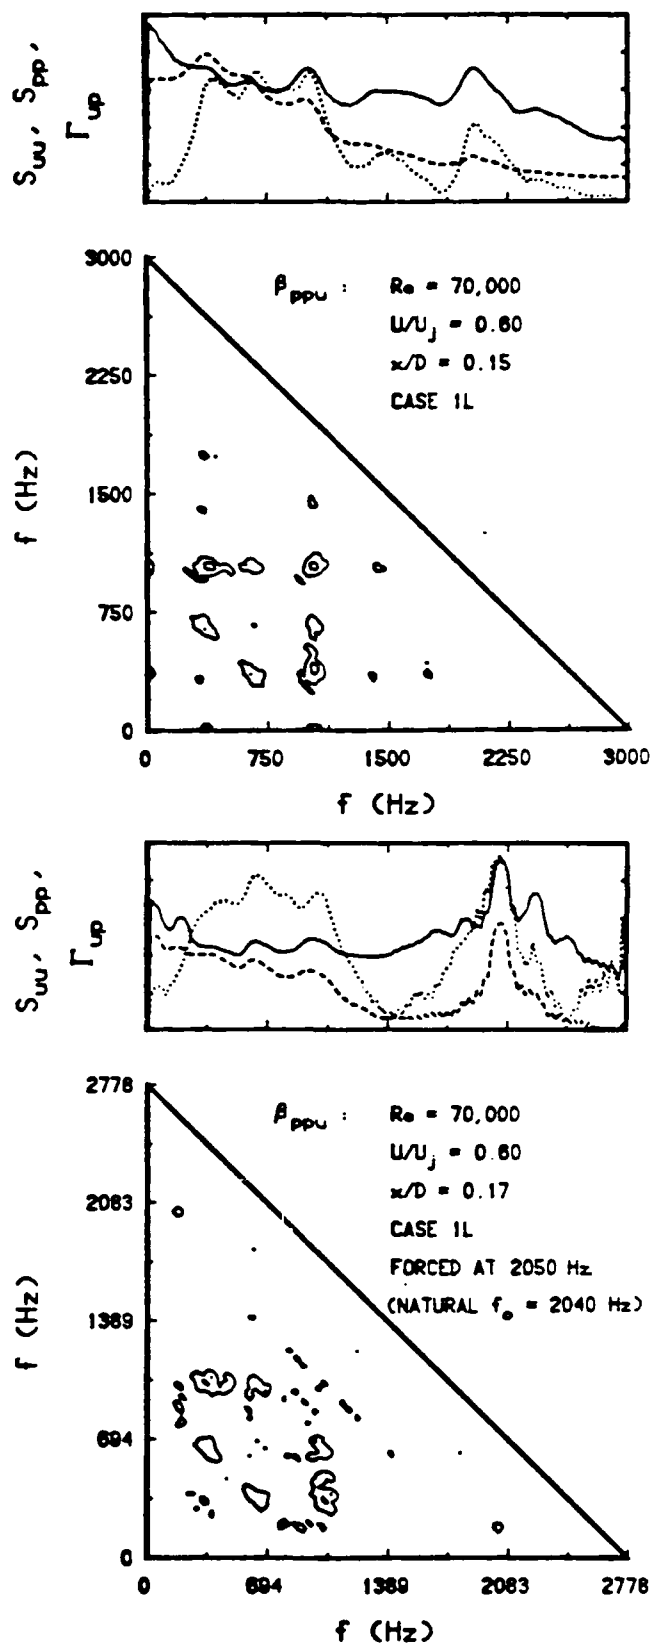 S_uu, S_pp,
Γ_up
3000
2250
1500
750
0
f (Hz)
β_ppu : Re = 70,000
U/U_j = 0.60
x/D = 0.15
CASE 1L
0 750 1500 2250 3000
f (Hz)
S_uu, S_pp,
Γ_up
2778
2083
1389
694
0
f (Hz)
β_ppu : Re = 70,000
U/U_j = 0.60
x/D = 0.17
CASE 1L
FORCED AT 2050 Hz
(NATURAL f_o = 2040 Hz)
0 694 1389 2083 2778
f (Hz)